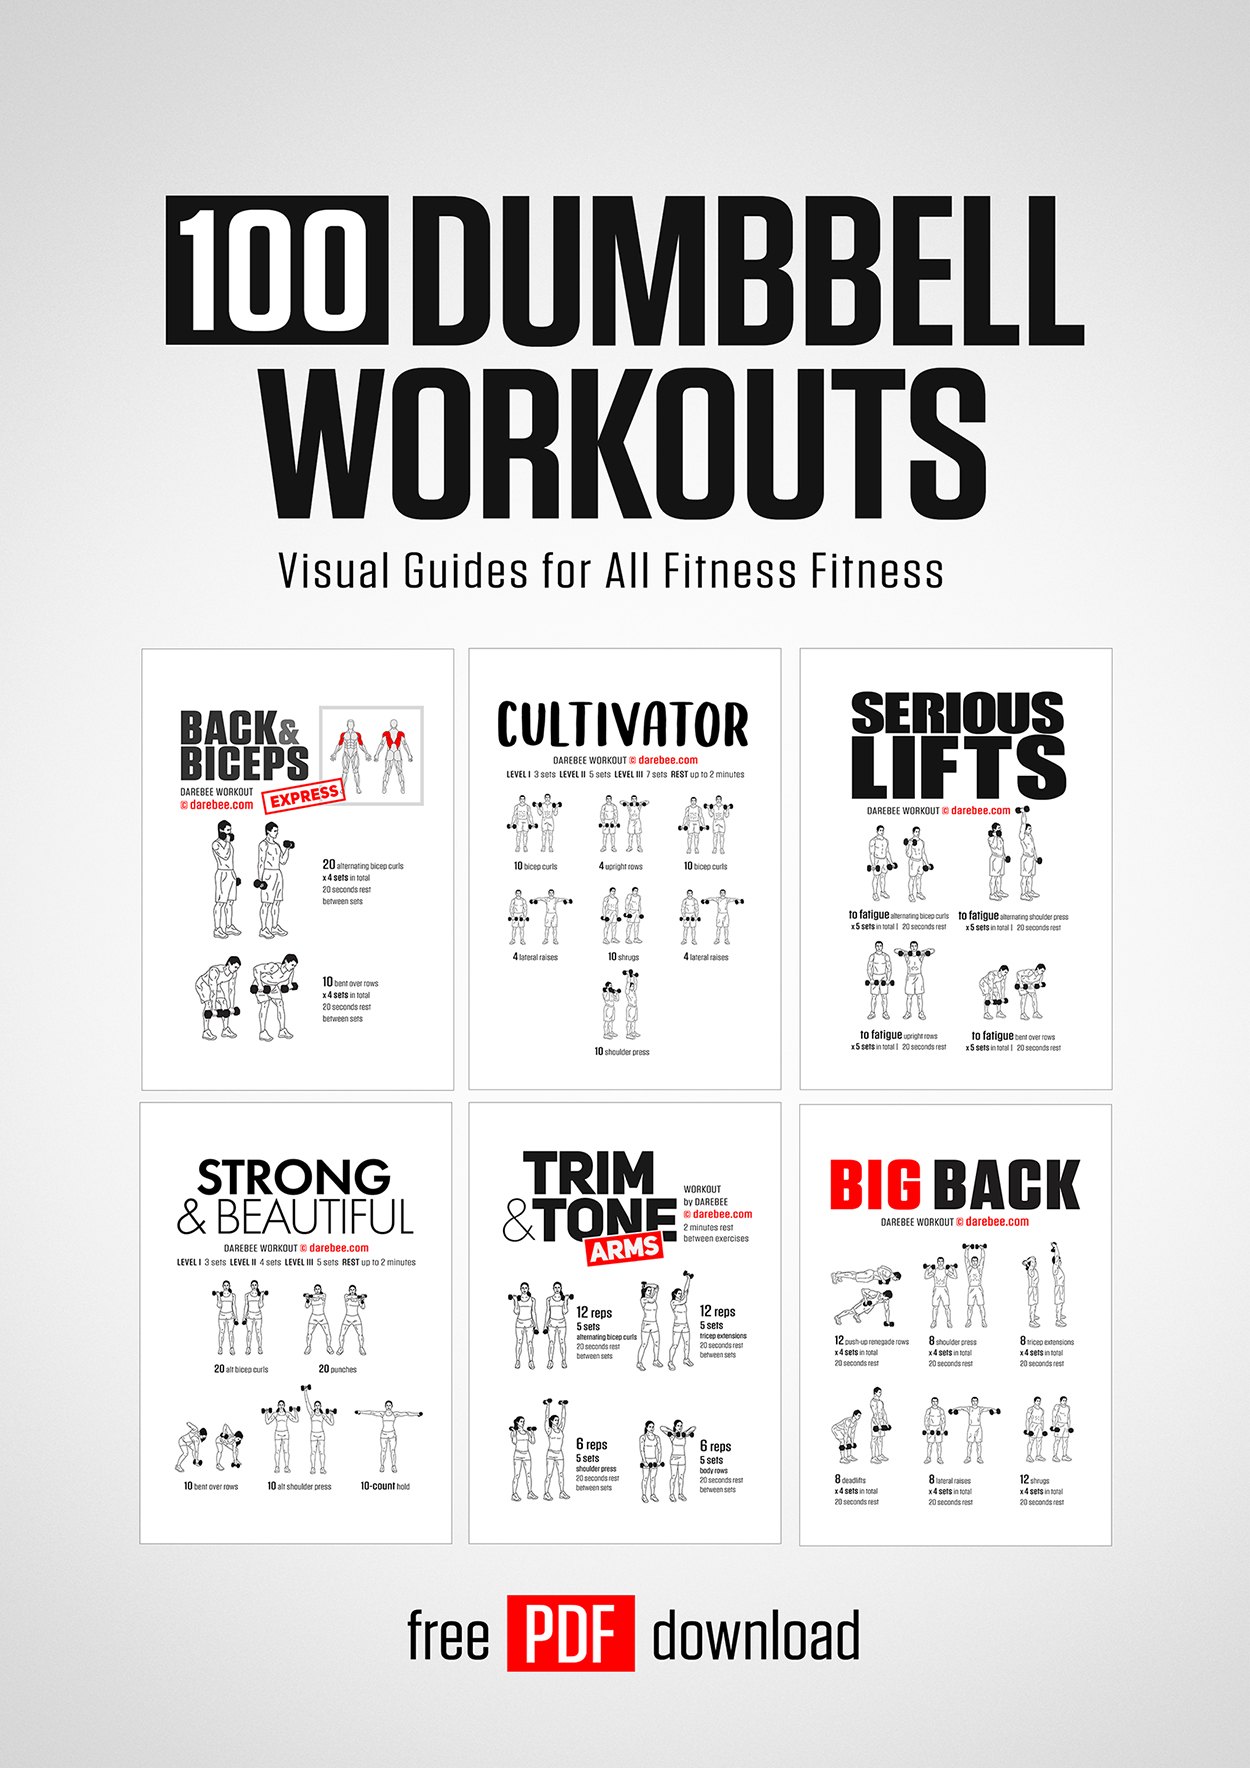 100 DUMBBELL
WORKOUTS
Visual Guides for All Fitness Fitness
BACK&
BICEPS
DAREBEE WORKOUT
© darebee.com
EXPRESS
20 alternating bicep curls
x 4 sets in total
20 seconds rest
between sets
10 bent over rows
x 4 sets in total
20 seconds rest
between sets
CULTIVATOR
DAREBEE WORKOUT © darebee.com
LEVEL I 3 sets LEVEL II 5 sets LEVEL III 7 sets REST up to 2 minutes
10 bicep curls
4 upright rows
10 bicep curls
4 lateral raises
10 shrugs
4 lateral raises
10 shoulder press
SERIOUS
LIFTS
DAREBEE WORKOUT © darebee.com
to fatigue alternating bicep curls
x 5 sets in total | 20 seconds rest
to fatigue alternating shoulder press
x 5 sets in total | 20 seconds rest
to fatigue upright rows
x 5 sets in total | 20 seconds rest
to fatigue bent over rows
x 5 sets in total | 20 seconds rest
STRONG
& BEAUTIFUL
DAREBEE WORKOUT © darebee.com
LEVEL I 3 sets LEVEL II 4 sets LEVEL III 5 sets REST up to 2 minutes
20 alt bicep curls
20 punches
10 bent over rows
10 alt shoulder press
10-count hold
TRIM
&TONE
ARMS
WORKOUT
by DAREBEE
© darebee.com
2 minutes rest
between exercises
12 reps
5 sets
alternating bicep curls
20 seconds rest
between sets
12 reps
5 sets
tricep extensions
20 seconds rest
between sets
6 reps
5 sets
shoulder press
20 seconds rest
between sets
6 reps
5 sets
body rows
20 seconds rest
between sets
BIG BACK
DAREBEE WORKOUT © darebee.com
12 push-up renegade rows
x 4 sets in total
20 seconds rest
8 shoulder press
x 4 sets in total
20 seconds rest
8 tricep extensions
x 4 sets in total
20 seconds rest
8 deadlifts
x 4 sets in total
20 seconds rest
8 lateral raises
x 4 sets in total
20 seconds rest
12 shrugs
x 4 sets in total
20 seconds rest
free PDF download